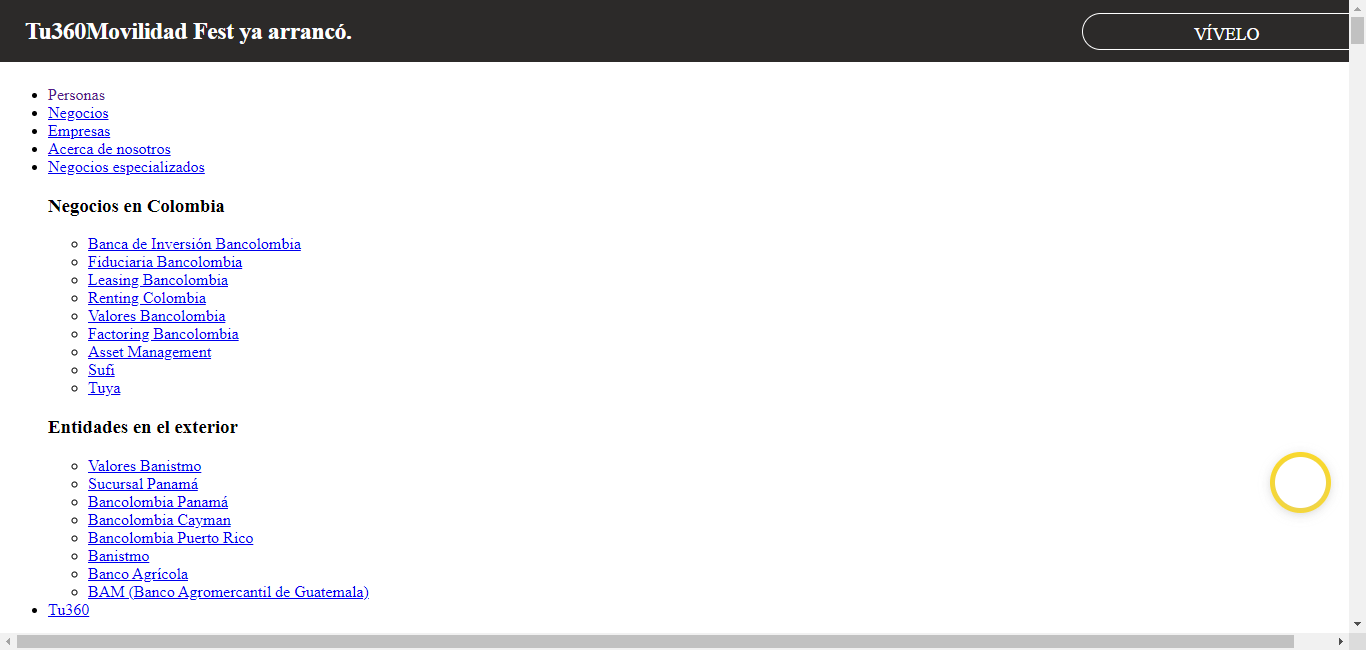 Tu360Movilidad Fest ya arrancó.
VÍVELO
Personas
Negocios
Empresas
Acerca de nosotros
Negocios especializados
Negocios en Colombia
Banca de Inversión Bancolombia
Fiduciaria Bancolombia
Leasing Bancolombia
Renting Colombia
Valores Bancolombia
Factoring Bancolombia
Asset Management
Sufi
Tuya
Entidades en el exterior
Valores Banistmo
Sucursal Panamá
Bancolombia Panamá
Bancolombia Cayman
Bancolombia Puerto Rico
Banistmo
Banco Agrícola
BAM (Banco Agromercantil de Guatemala)
Tu360